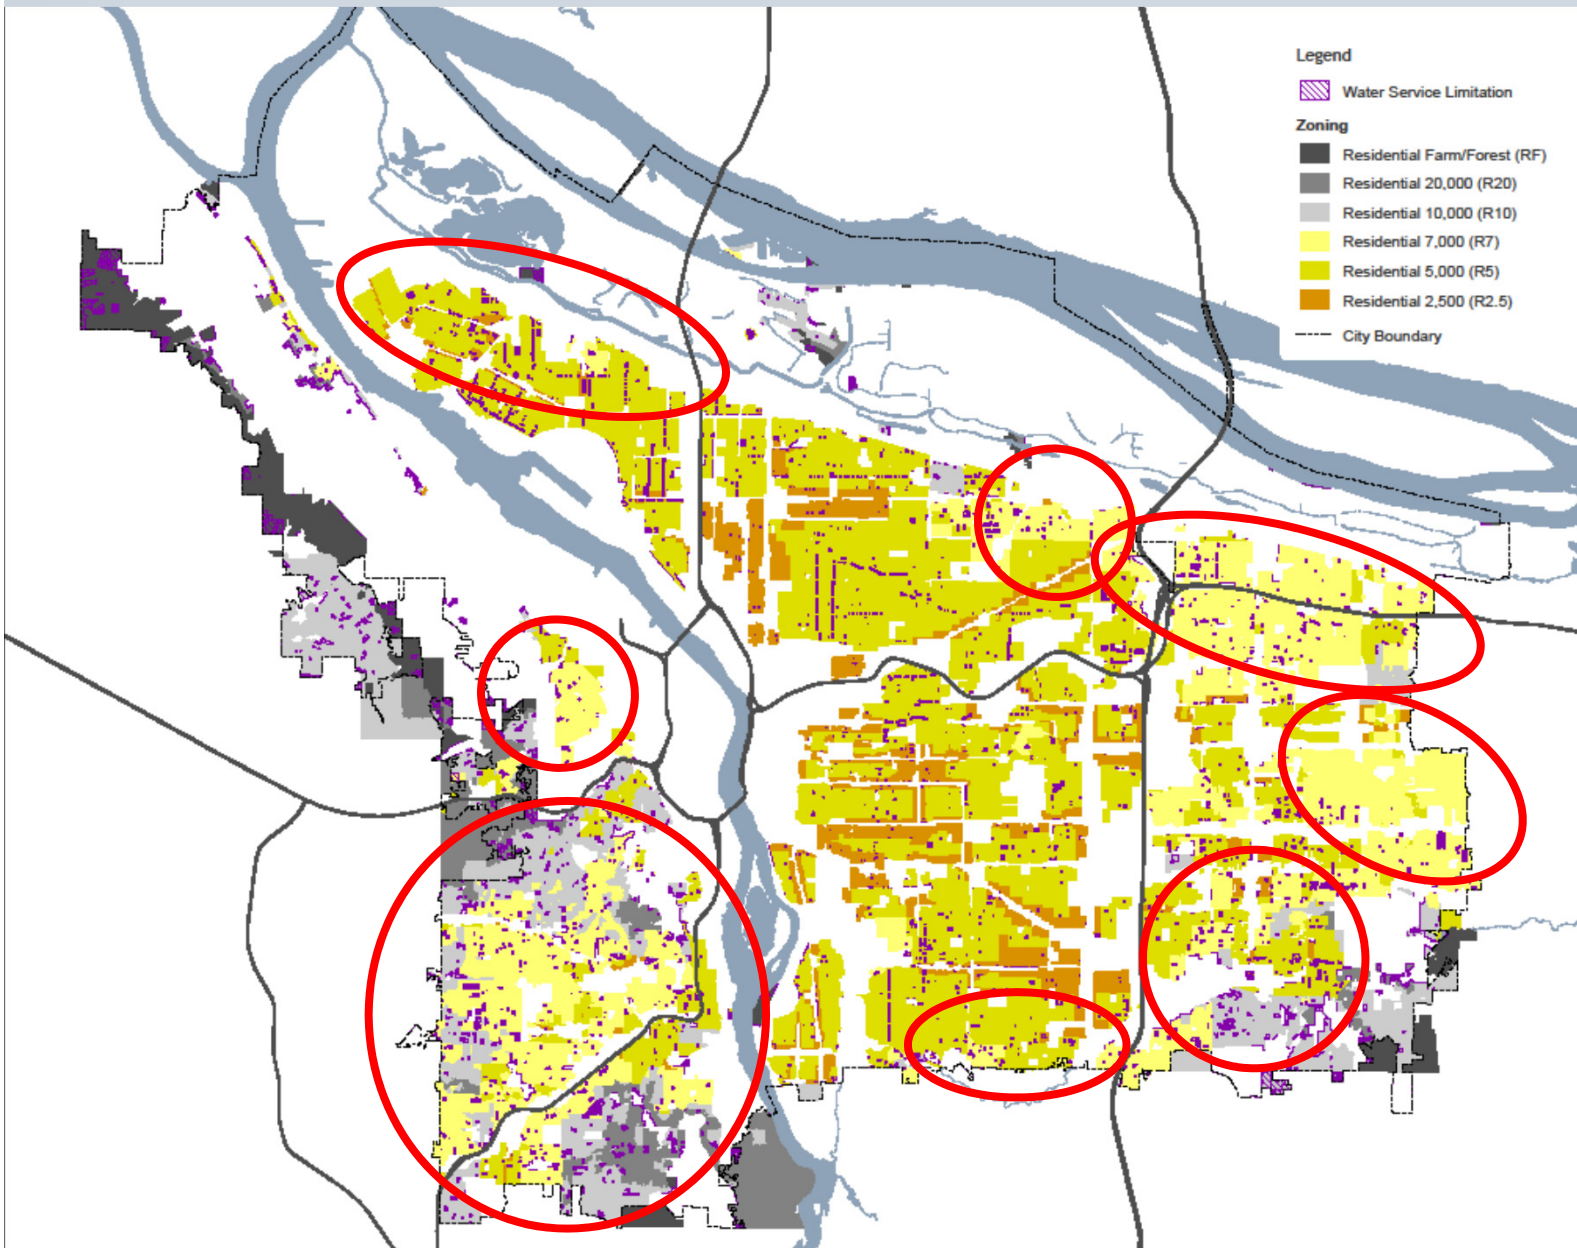 Legend
Water Service Limitation
Zoning
Residential Farm/Forest (RF)
Residential 20,000 (R20)
Residential 10,000 (R10)
Residential 7,000 (R7)
Residential 5,000 (R5)
Residential 2,500 (R2.5)
City Boundary